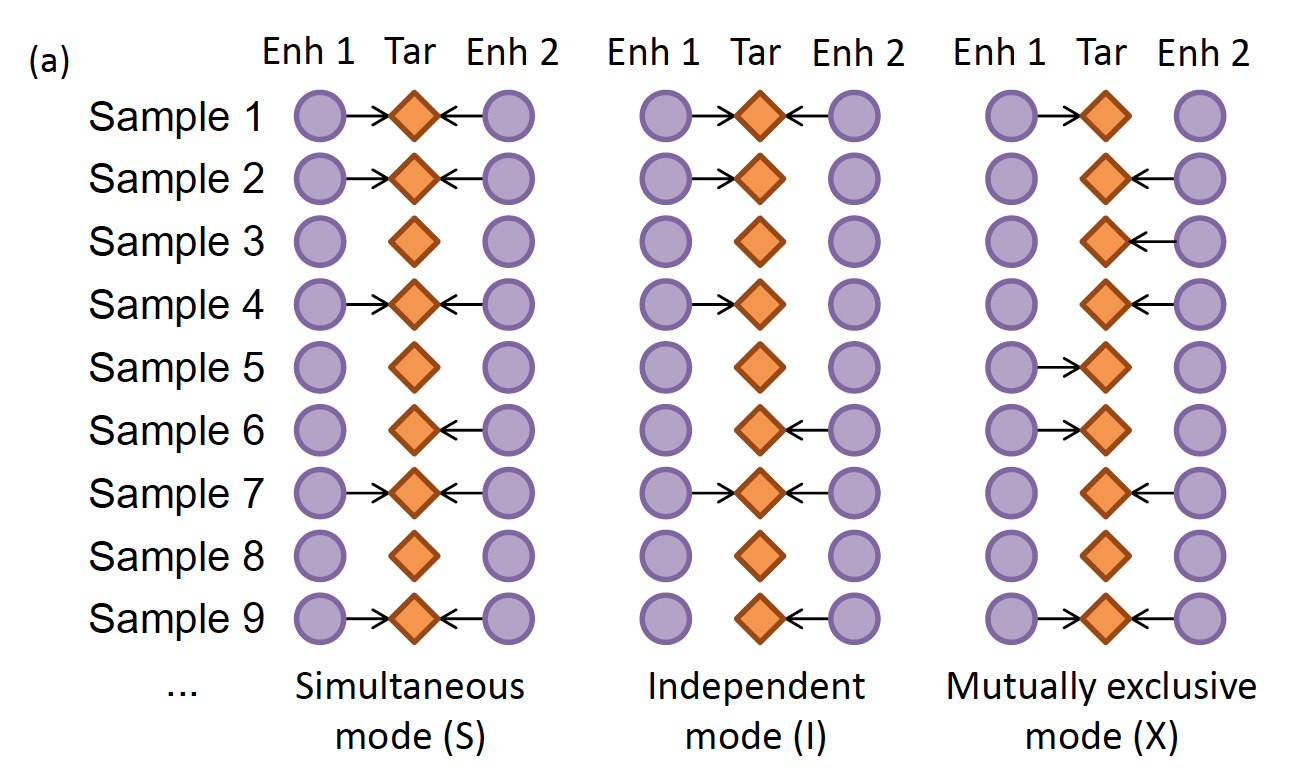 (a)
Enh 1 Tar Enh 2 Enh 1 Tar Enh 2 Enh 1 Tar Enh 2
Sample 1
Sample 2
Sample 3
Sample 4
Sample 5
Sample 6
Sample 7
Sample 8
Sample 9
...
Simultaneous
mode (S)
Independent
mode (I)
Mutually exclusive
mode (X)